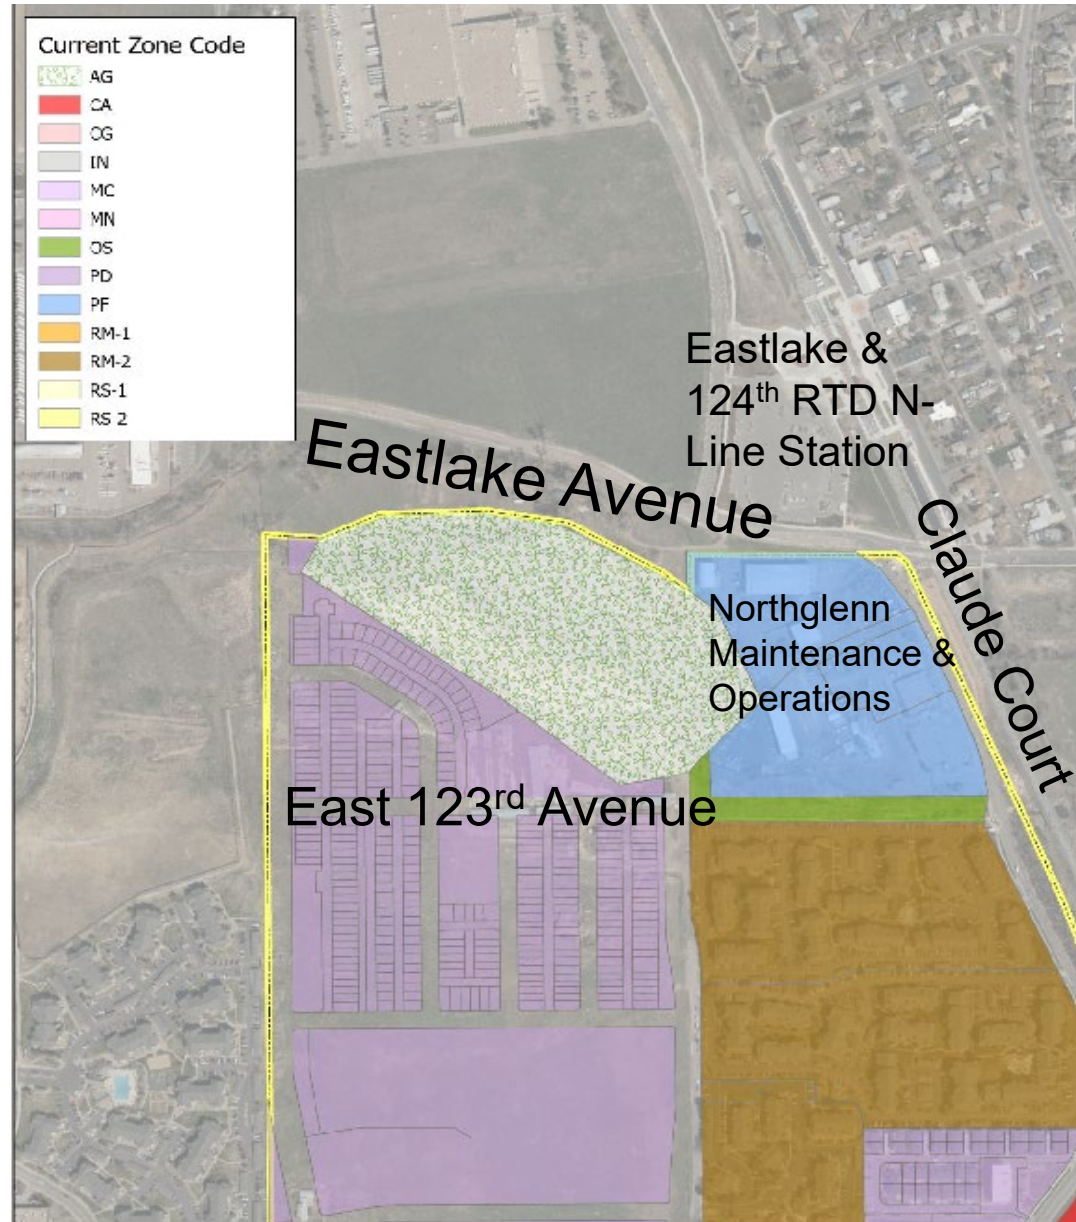 Current Zone Code
AG
CA
CG
IN
MC
MN
OS
PD
PF
RM-1
RM-2
RS-1
RS 2
Eastlake &
124th RTD N-
Line Station
Eastlake Avenue
Claude Court
Northglenn
Maintenance &
Operations
East 123rd Avenue